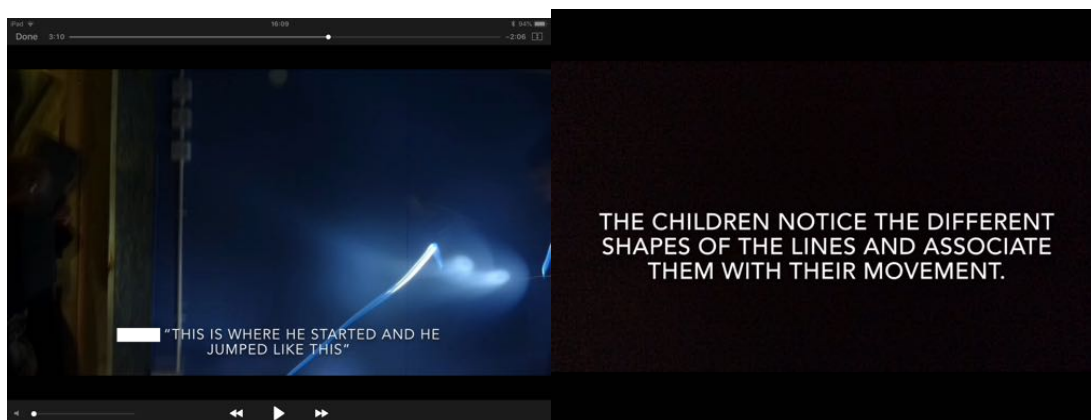 iPad
16:09
94%
Done
3:10
-2:06
"THIS IS WHERE HE STARTED AND HE
JUMPED LIKE THIS"
THE CHILDREN NOTICE THE DIFFERENT
SHAPES OF THE LINES AND ASSOCIATE
THEM WITH THEIR MOVEMENT.